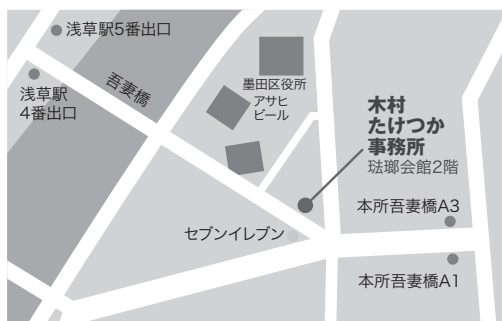 浅草駅5番出口
浅草駅
4番出口
吾妻橋
墨田区役所
アサヒ
ビール
木村
たけつか
事務所
琺瑯会館2階
セブンイレブン
本所吾妻橋A3
本所吾妻橋A1